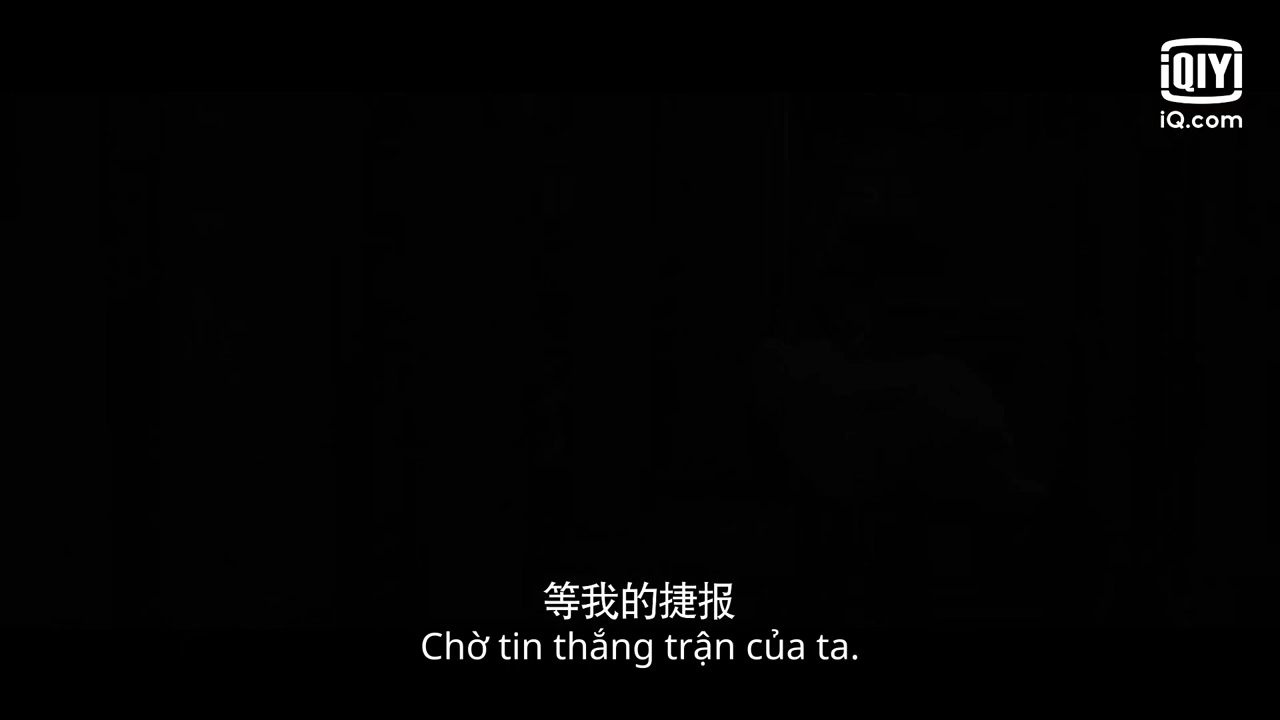 iQIYI
iQ.com
等我的捷报
Chờ tin thắng trận của ta.